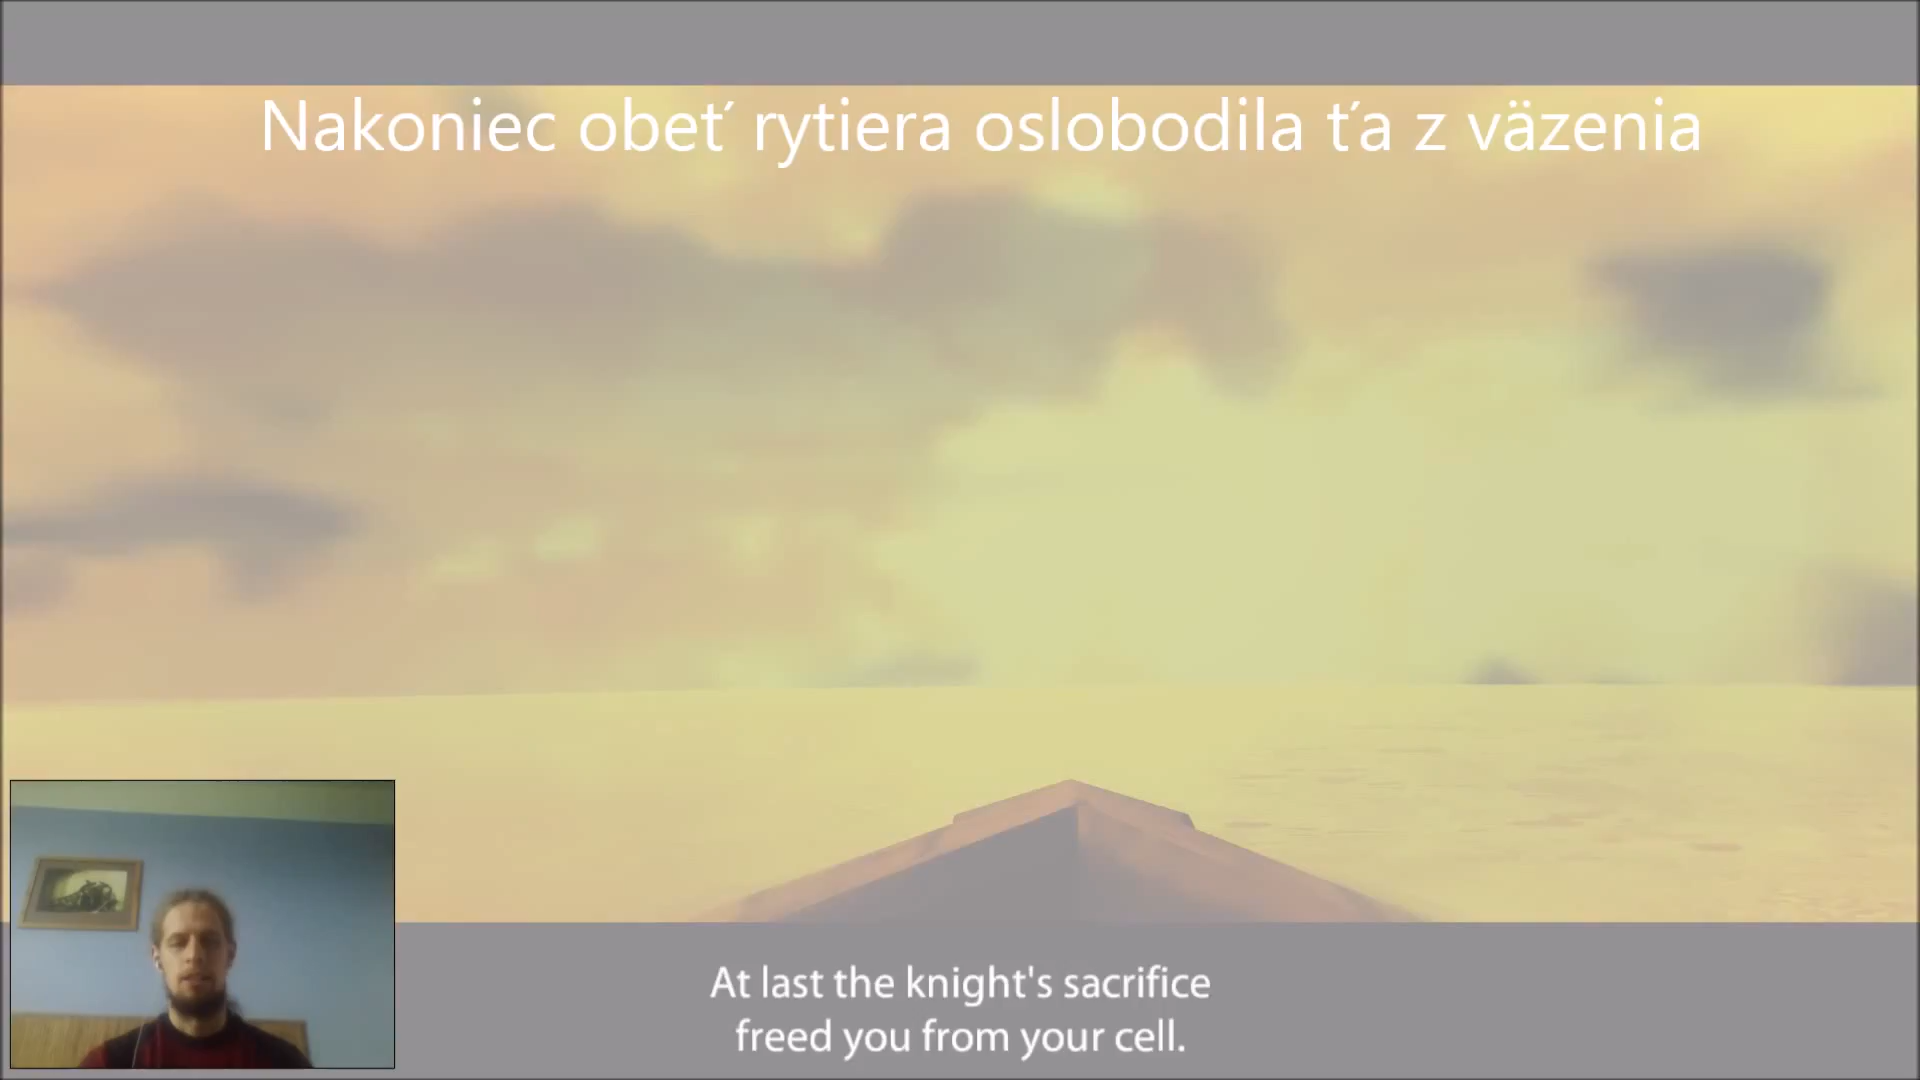 Nakoniec obeť rytiera oslobodila ťa z väzenia
At last the knight's sacrifice
freed you from your cell.